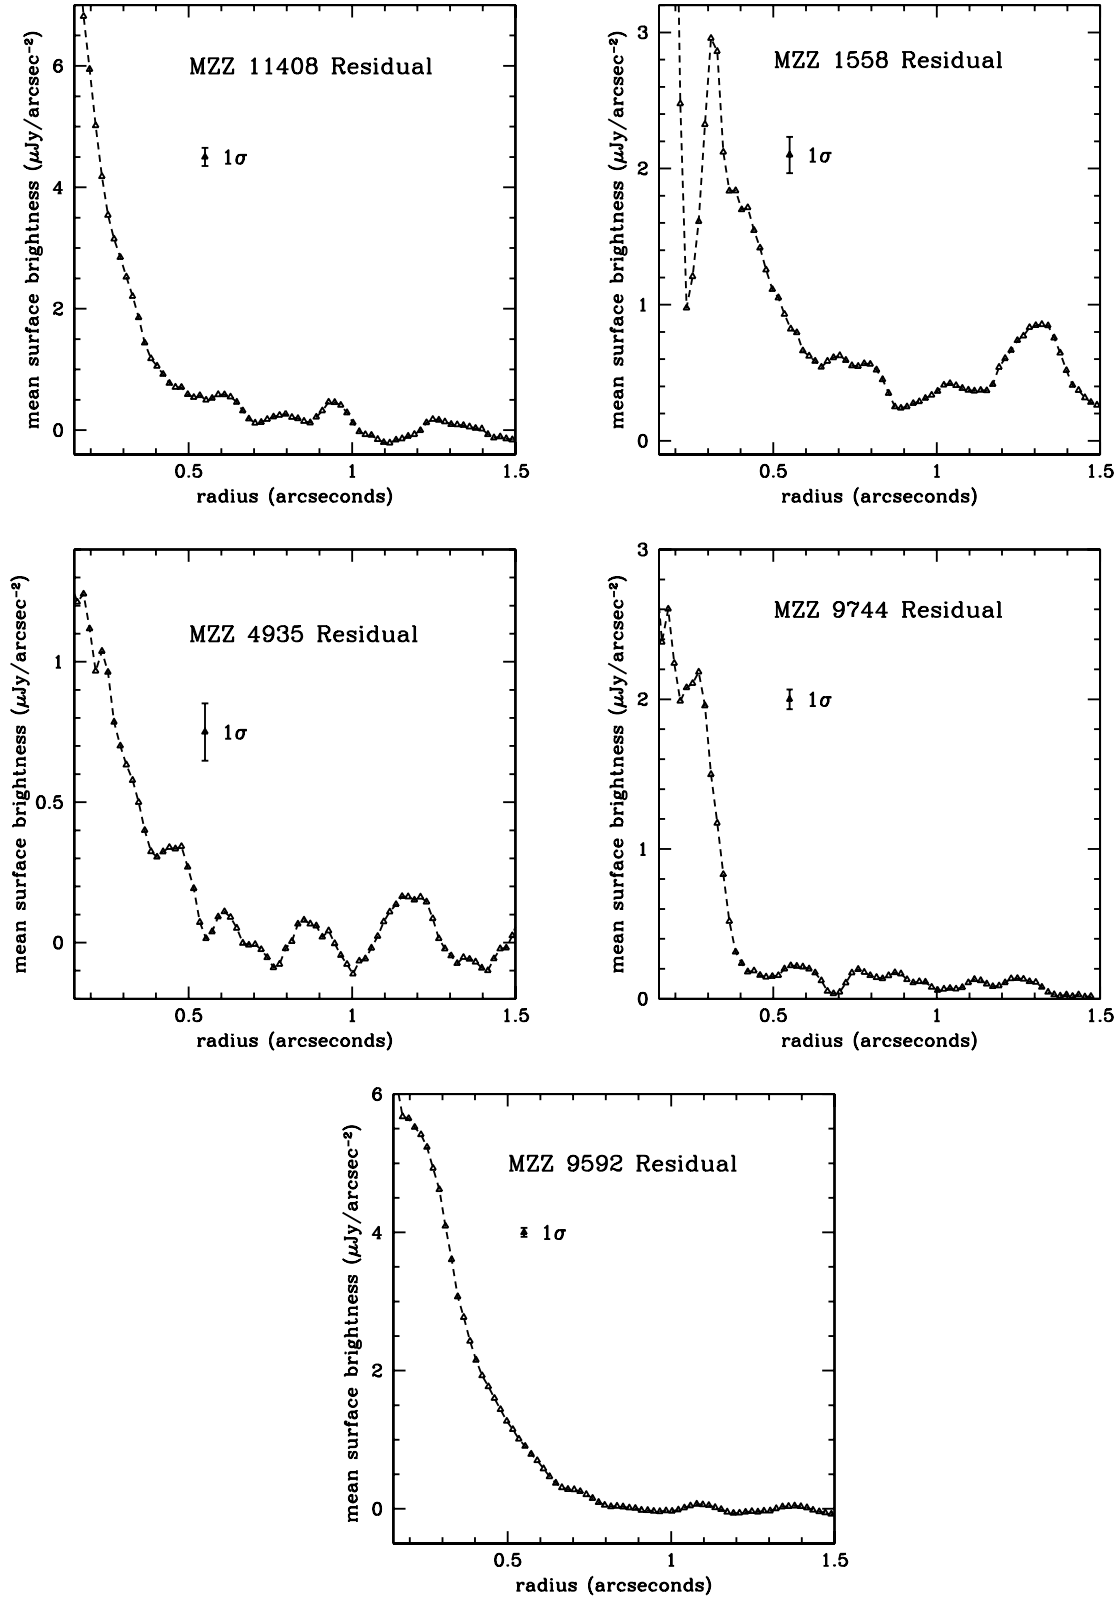 MZZ 11408 Residual
1σ
mean surface brightness (μJy/arcsec⁻²)
6
4
2
0
0.5
1
1.5
radius (arcseconds)
MZZ 1558 Residual
1σ
mean surface brightness (μJy/arcsec⁻²)
3
2
1
0
0.5
1
1.5
radius (arcseconds)
MZZ 4935 Residual
1σ
mean surface brightness (μJy/arcsec⁻²)
1
0.5
0
0.5
1
1.5
radius (arcseconds)
MZZ 9744 Residual
1σ
mean surface brightness (μJy/arcsec⁻²)
3
2
1
0
0.5
1
1.5
radius (arcseconds)
MZZ 9592 Residual
1σ
mean surface brightness (μJy/arcsec⁻²)
6
4
2
0
0.5
1
1.5
radius (arcseconds)